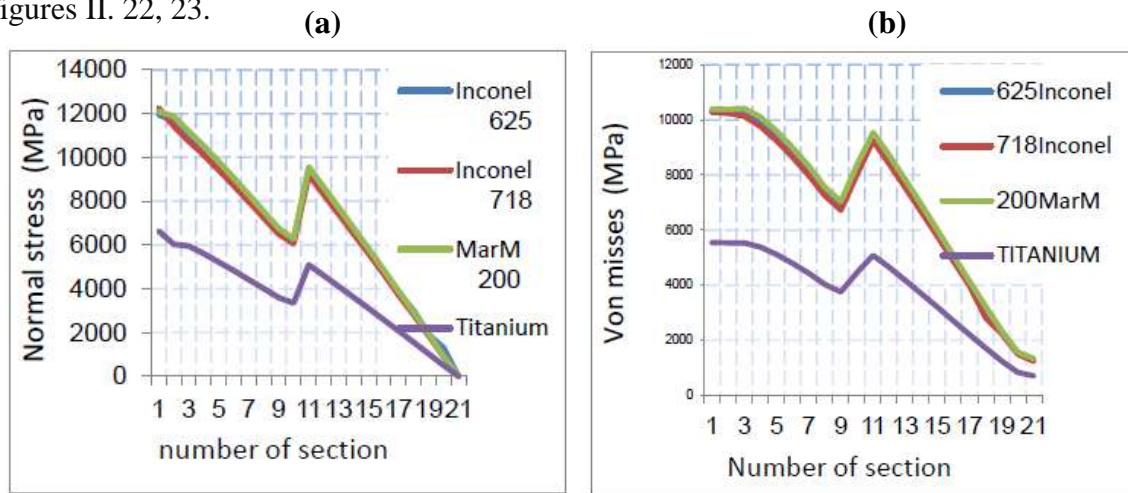 igures II. 22, 23.
(a)
(b)
Normal stress (MPa)
14000
12000
10000
8000
6000
4000
2000
0
Inconel
625
Inconel
718
MarM
200
Titanium
1 3 5 7 9 11 13 15 17 19 21
number of section
Von misses (MPa)
12000
10000
8000
6000
4000
2000
0
625Inconel
718Inconel
200MarM
TITANIUM
1 3 5 7 9 11 13 15 17 19 21
Number of section